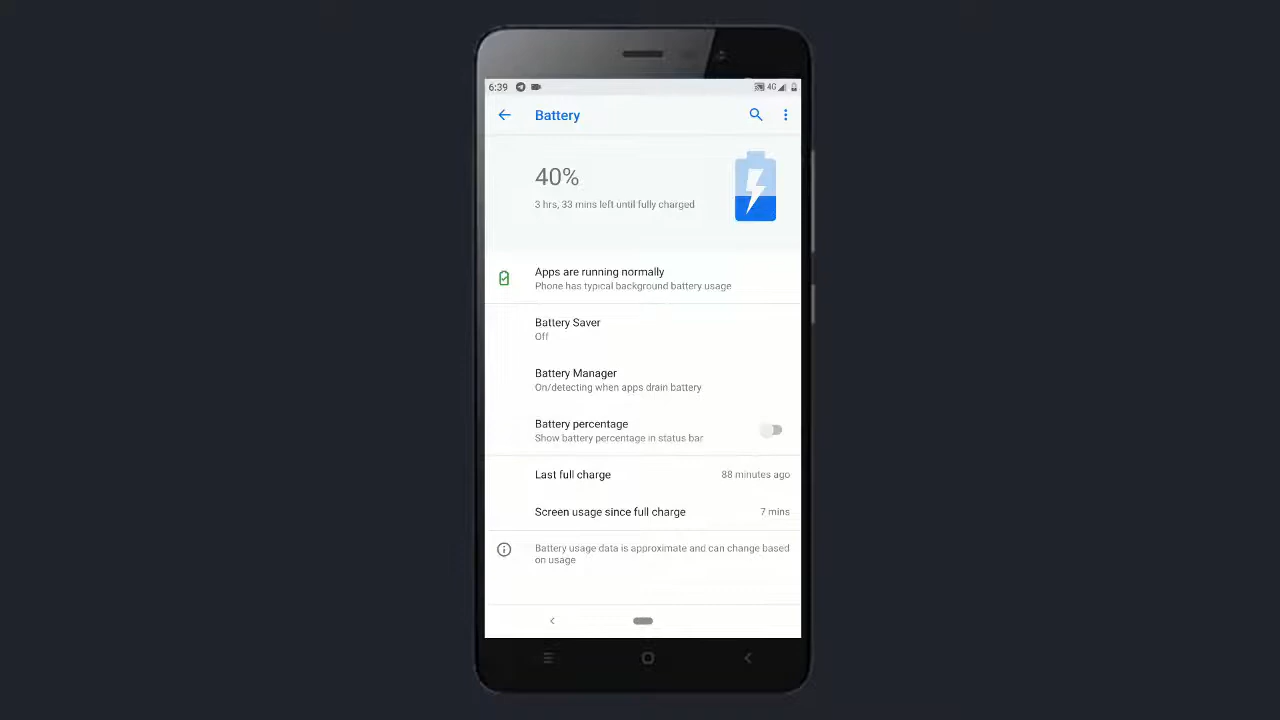 6:39 4G
Battery
40%
3 hrs, 33 mins left until fully charged
Apps are running normally
Phone has typical background battery usage
Battery Saver
Off
Battery Manager
On/detecting when apps drain battery
Battery percentage
Show battery percentage in status bar
Last full charge 88 minutes ago
Screen usage since full charge 7 mins
Battery usage data is approximate and can change based
on usage